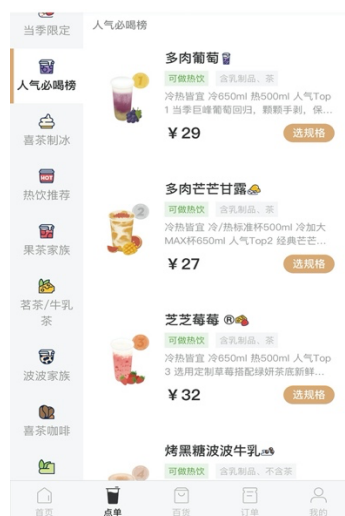 当季限定
人气必喝榜
喜茶制冰
热饮推荐
HOT
果茶家族
茗茶/牛乳
茶
波波家族
喜茶咖啡
人气必喝榜
1
多肉葡萄
可做热饮 含乳制品、茶
冷热皆宜 冷650ml 热500ml 人气Top
1 当季巨峰葡萄回归，颗颗手剥，保...
¥29
选规格
2
多肉芒芒甘露
可做热饮 含乳制品、茶
冷热皆宜 冷/热标准杯500ml 冷加大
MAX杯650ml 人气Top2 经典芒芒...
¥27
选规格
3
芝芝莓莓 ®
可做热饮 含乳制品、茶
冷热皆宜 冷650ml 热500ml 人气Top
3 选用定制草莓搭配绿妍茶底新鲜...
¥32
选规格
4
烤黑糖波波牛乳
可做热饮 含乳制品、不含茶
首页
点单
百货
订单
我的